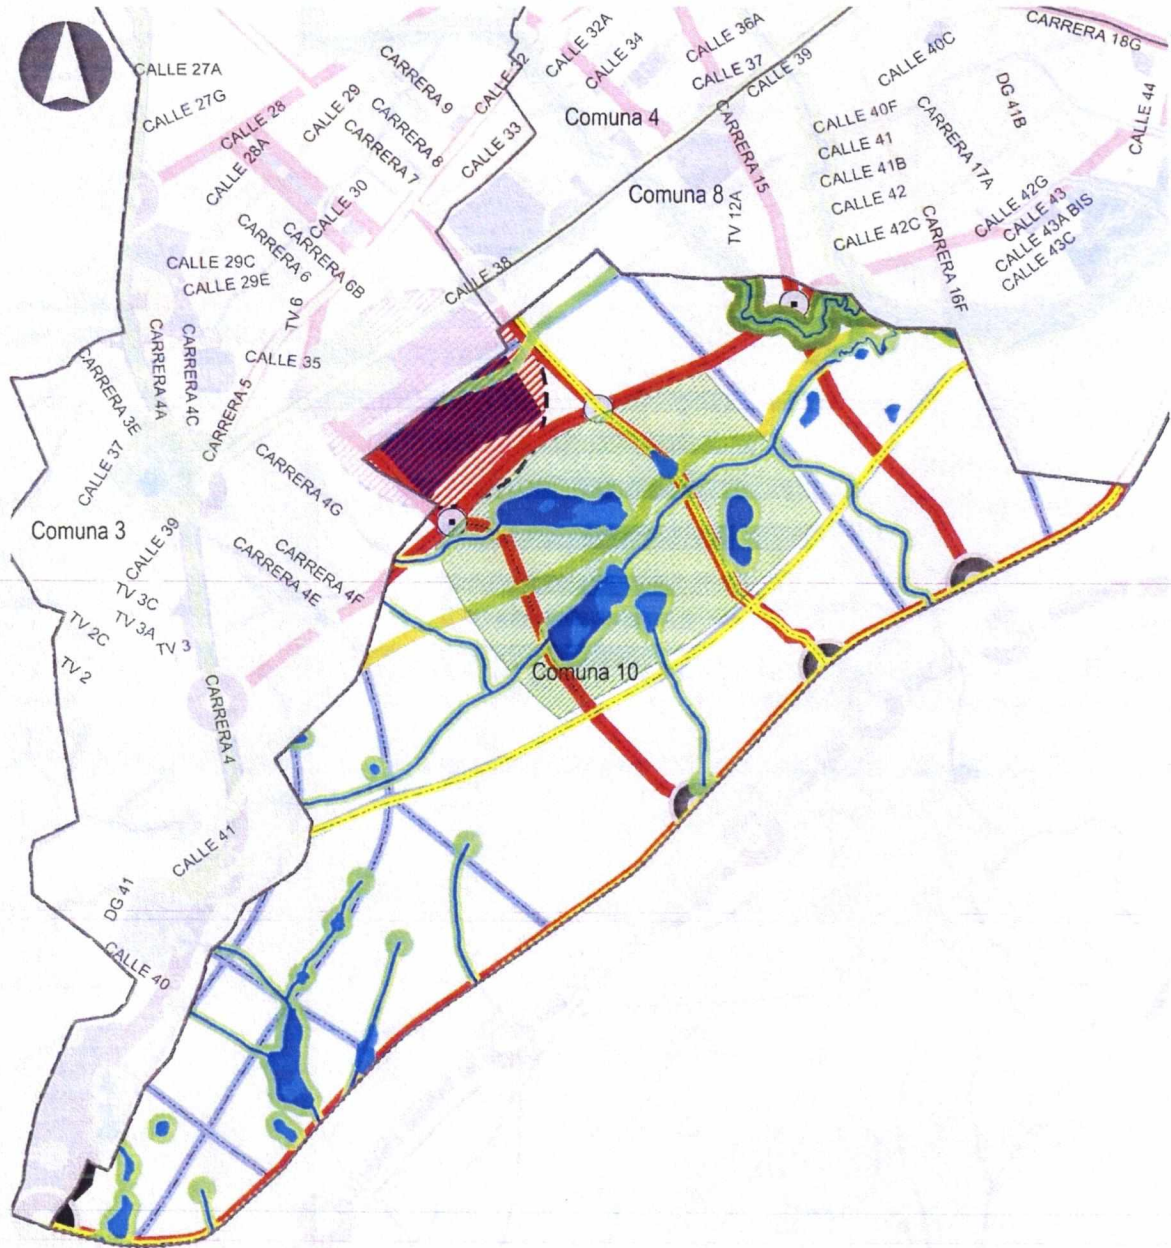 CARRERA 18G
CALLE 32A
CALLE 34
CALLE 36A
CALLE 37
CALLE 39
CALLE 40C
CALLE 27A
CALLE 27G
CALLE 28
CALLE 28A
CALLE 29
CARRERA 9
CARRERA 8
CARRERA 7
CALLE 33
Comuna 4
CARRERA 15
CALLE 40F
CALLE 41
CALLE 41B
CALLE 42
CALLE 42C
CARRERA 17A
DG 41B
CALLE 44
CALLE 30
Comuna 8
TV 12A
CARRERA 16F
CALLE 42G
CALLE 43
CALLE 43A BIS
CALLE 43C
CARRERA 6
CARRERA 6B
CALLE 29C
CALLE 29E
TV 6
CALLE 38
CARRERA 3E
CARRERA 4A
CARRERA 4C
CALLE 35
CARRERA 5
CALLE 37
CARRERA 4G
Comuna 3
CALLE 39
CARRERA 4F
CARRERA 4E
TV 3C
TV 3A
TV 3
TV 2C
TV 2
Comuna 10
CARRERA 4
CALLE 41
DG 41
CALLE 40